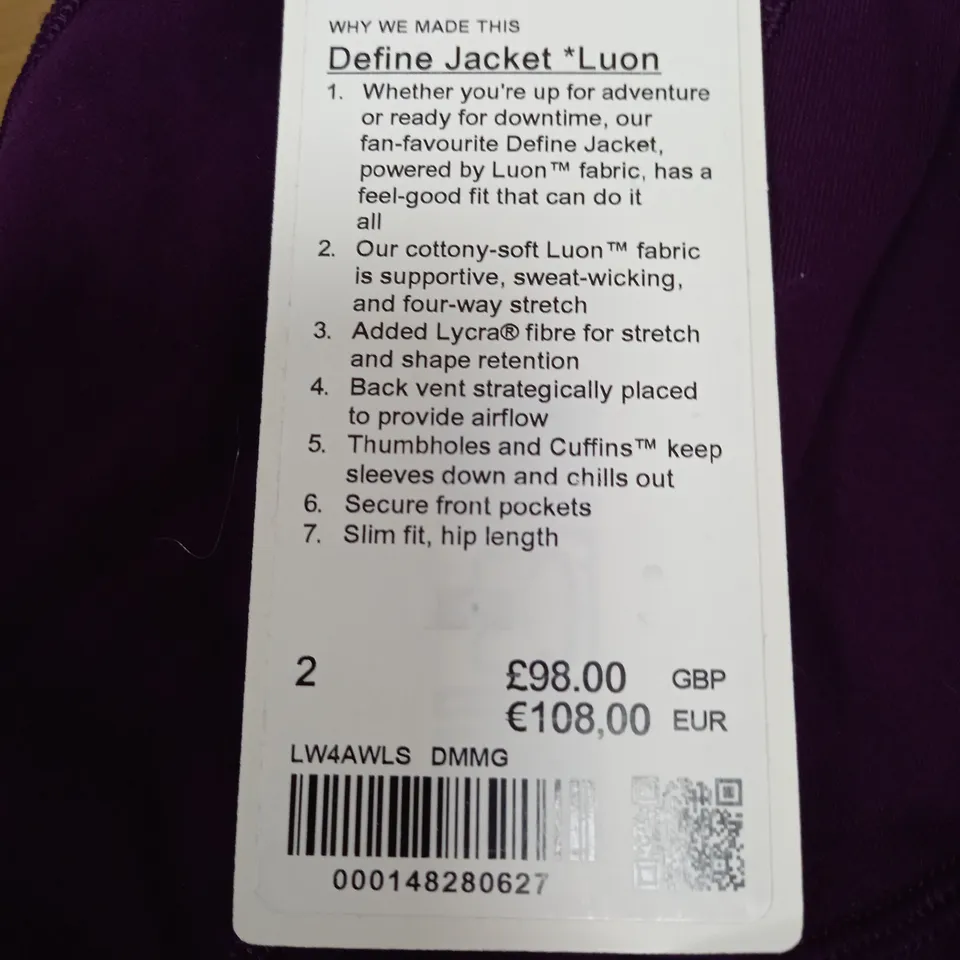 WHY WE MADE THIS
Define Jacket *Luon
1. Whether you're up for adventure
or ready for downtime, our
fan-favourite Define Jacket,
powered by Luon™ fabric, has a
feel-good fit that can do it
all
2. Our cottony-soft Luon™ fabric
is supportive, sweat-wicking,
and four-way stretch
3. Added Lycra® fibre for stretch
and shape retention
4. Back vent strategically placed
to provide airflow
5. Thumbholes and Cuffins™ keep
sleeves down and chills out
6. Secure front pockets
7. Slim fit, hip length
2 £98.00 GBP
€108,00 EUR
LW4AWLS DMMG
000148280627